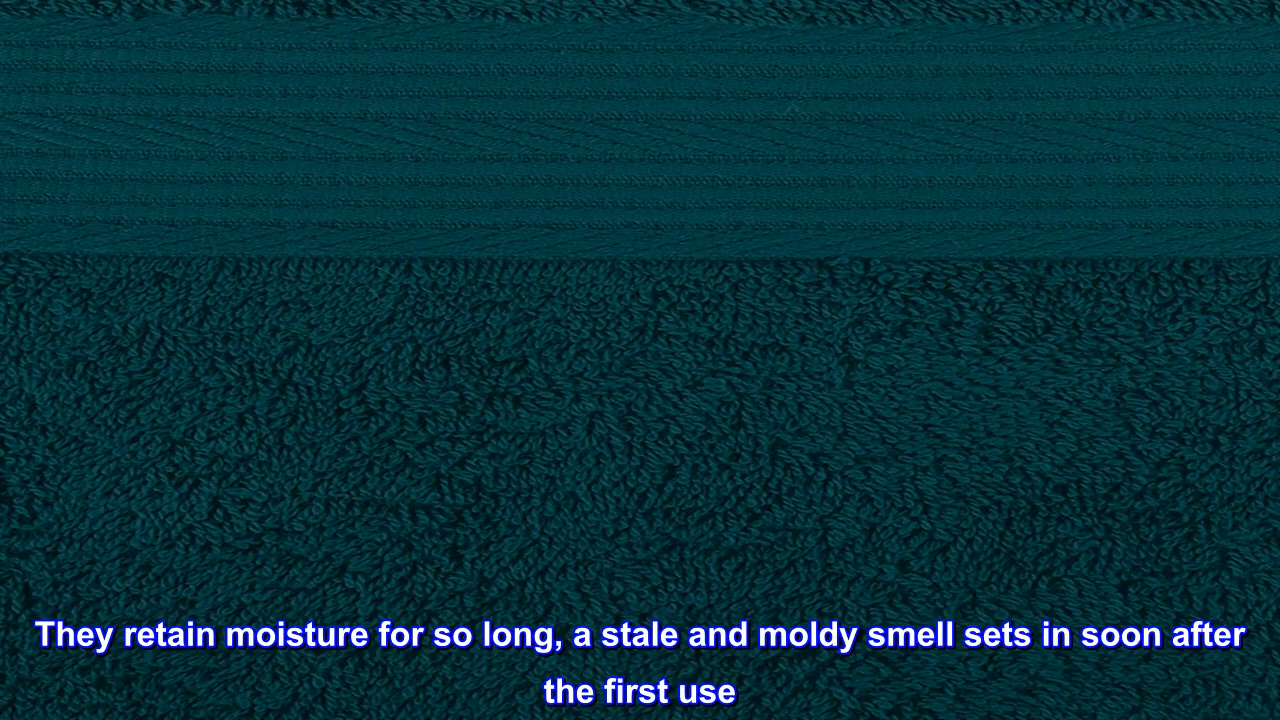 They retain moisture for so long, a stale and moldy smell sets in soon after
the first use